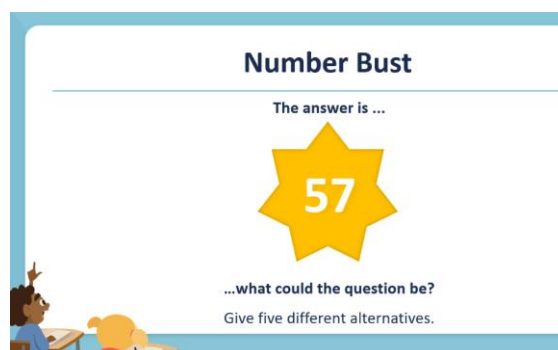 Number Bust
The answer is ...
57
...what could the question be?
Give five different alternatives.